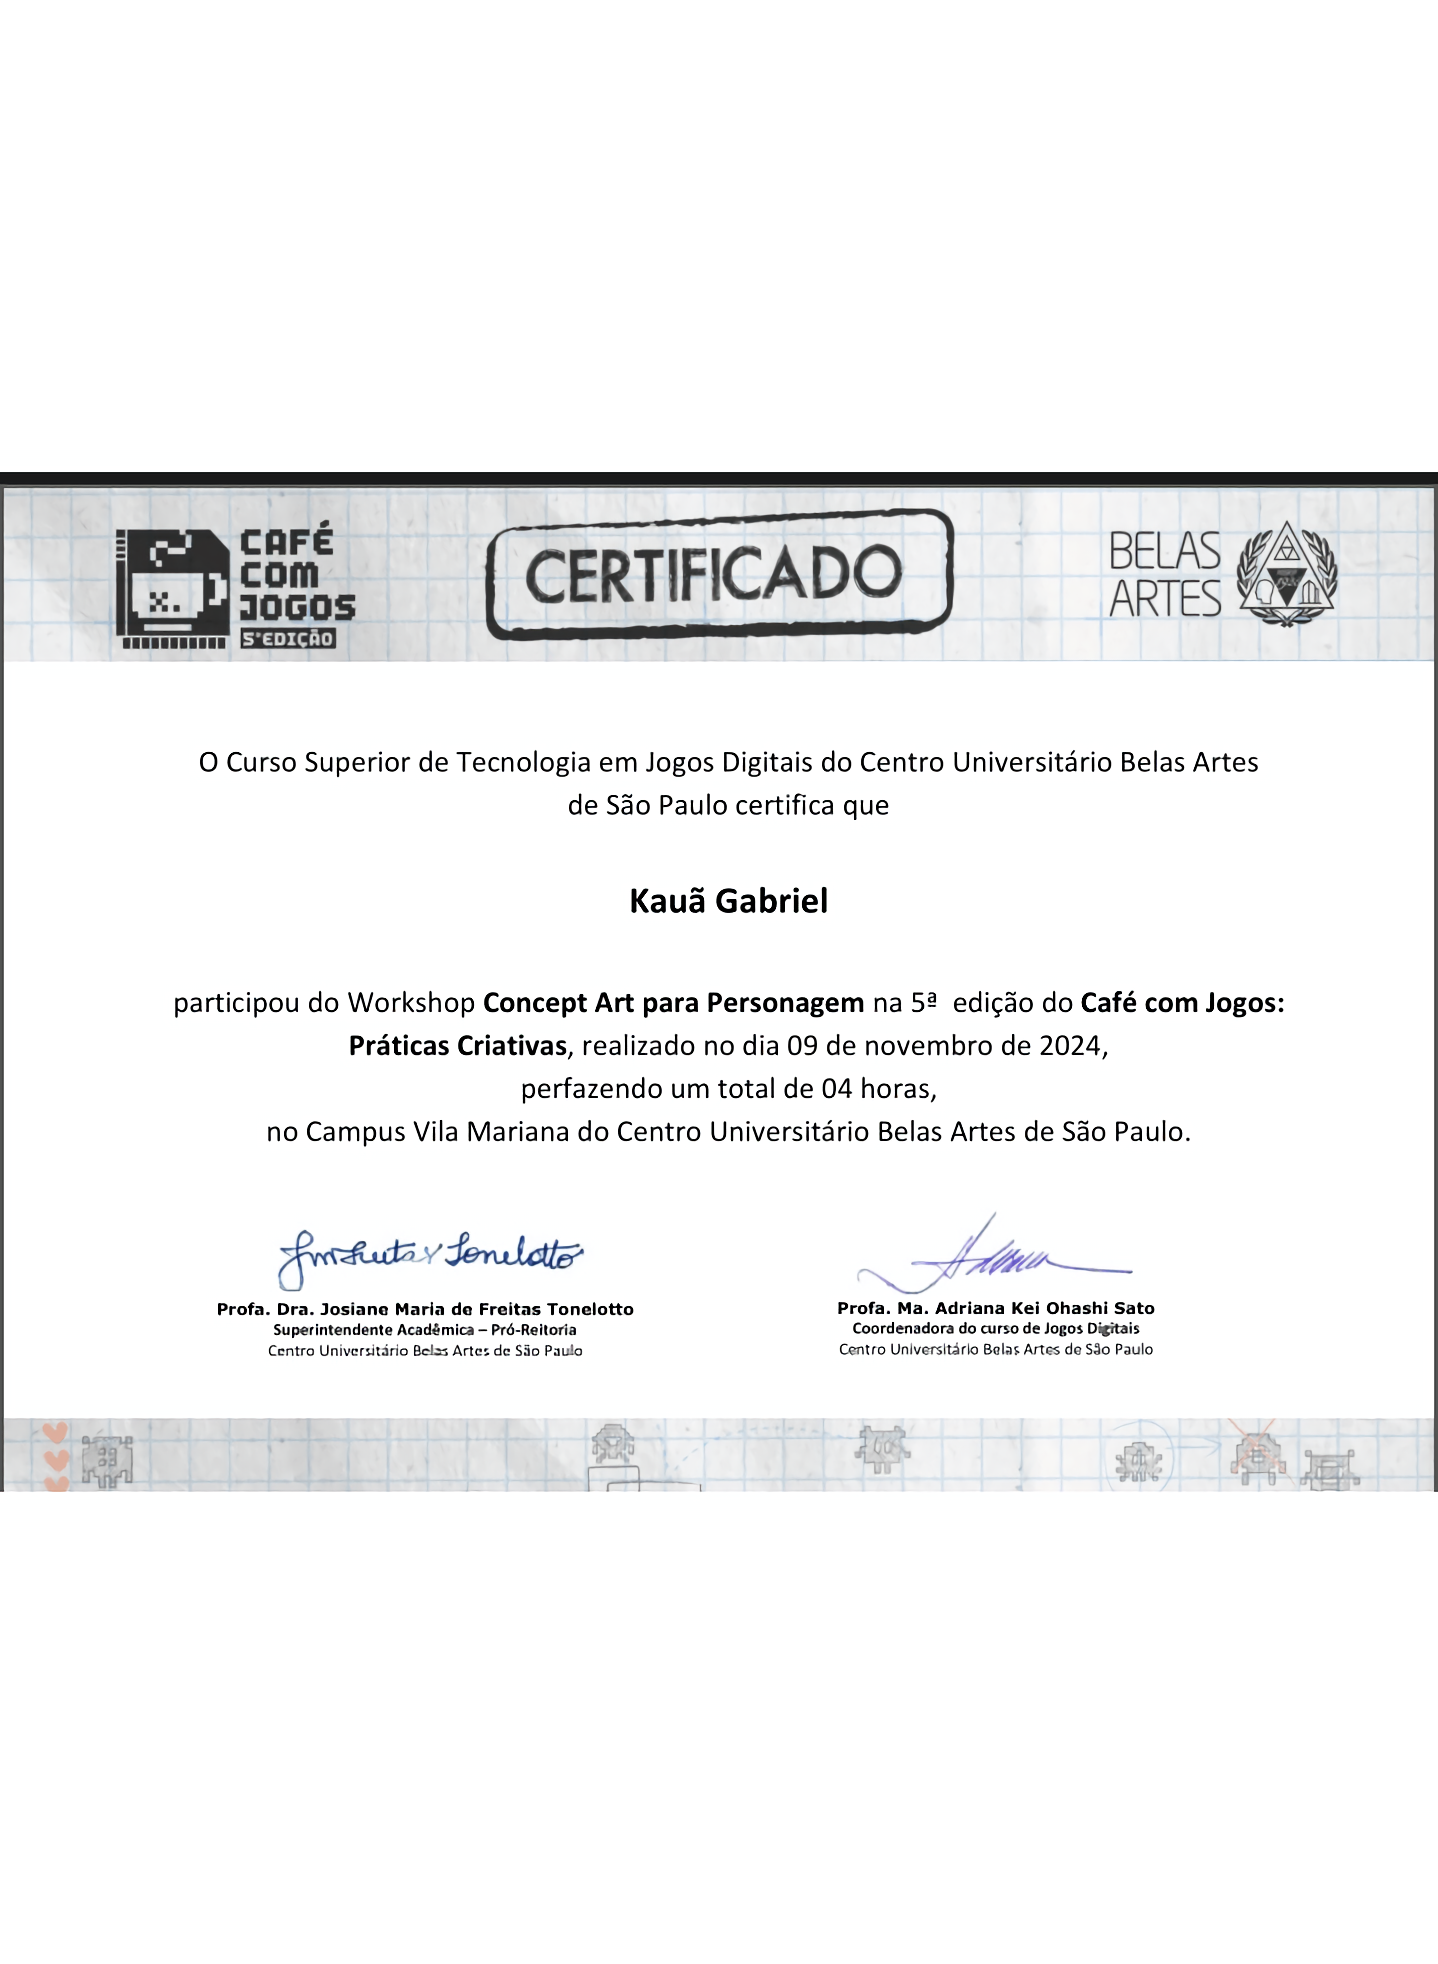 CAFÉ
COM
JOGOS
5ª EDIÇÃO
CERTIFICADO
BELAS
ARTES
O Curso Superior de Tecnologia em Jogos Digitais do Centro Universitário Belas Artes
de São Paulo certifica que
Kauã Gabriel
participou do Workshop Concept Art para Personagem na 5ª edição do Café com Jogos:
Práticas Criativas, realizado no dia 09 de novembro de 2024,
perfazendo um total de 04 horas,
no Campus Vila Mariana do Centro Universitário Belas Artes de São Paulo.
Tonelotto
Profa. Dra. Josiane Maria de Freitas Tonelotto
Superintendente Acadêmica – Pró-Reitoria
Centro Universitário Belas Artes de São Paulo
Profa. Ma. Adriana Kei Ohashi Sato
Coordenadora do curso de Jogos Digitais
Centro Universitário Belas Artes de São Paulo